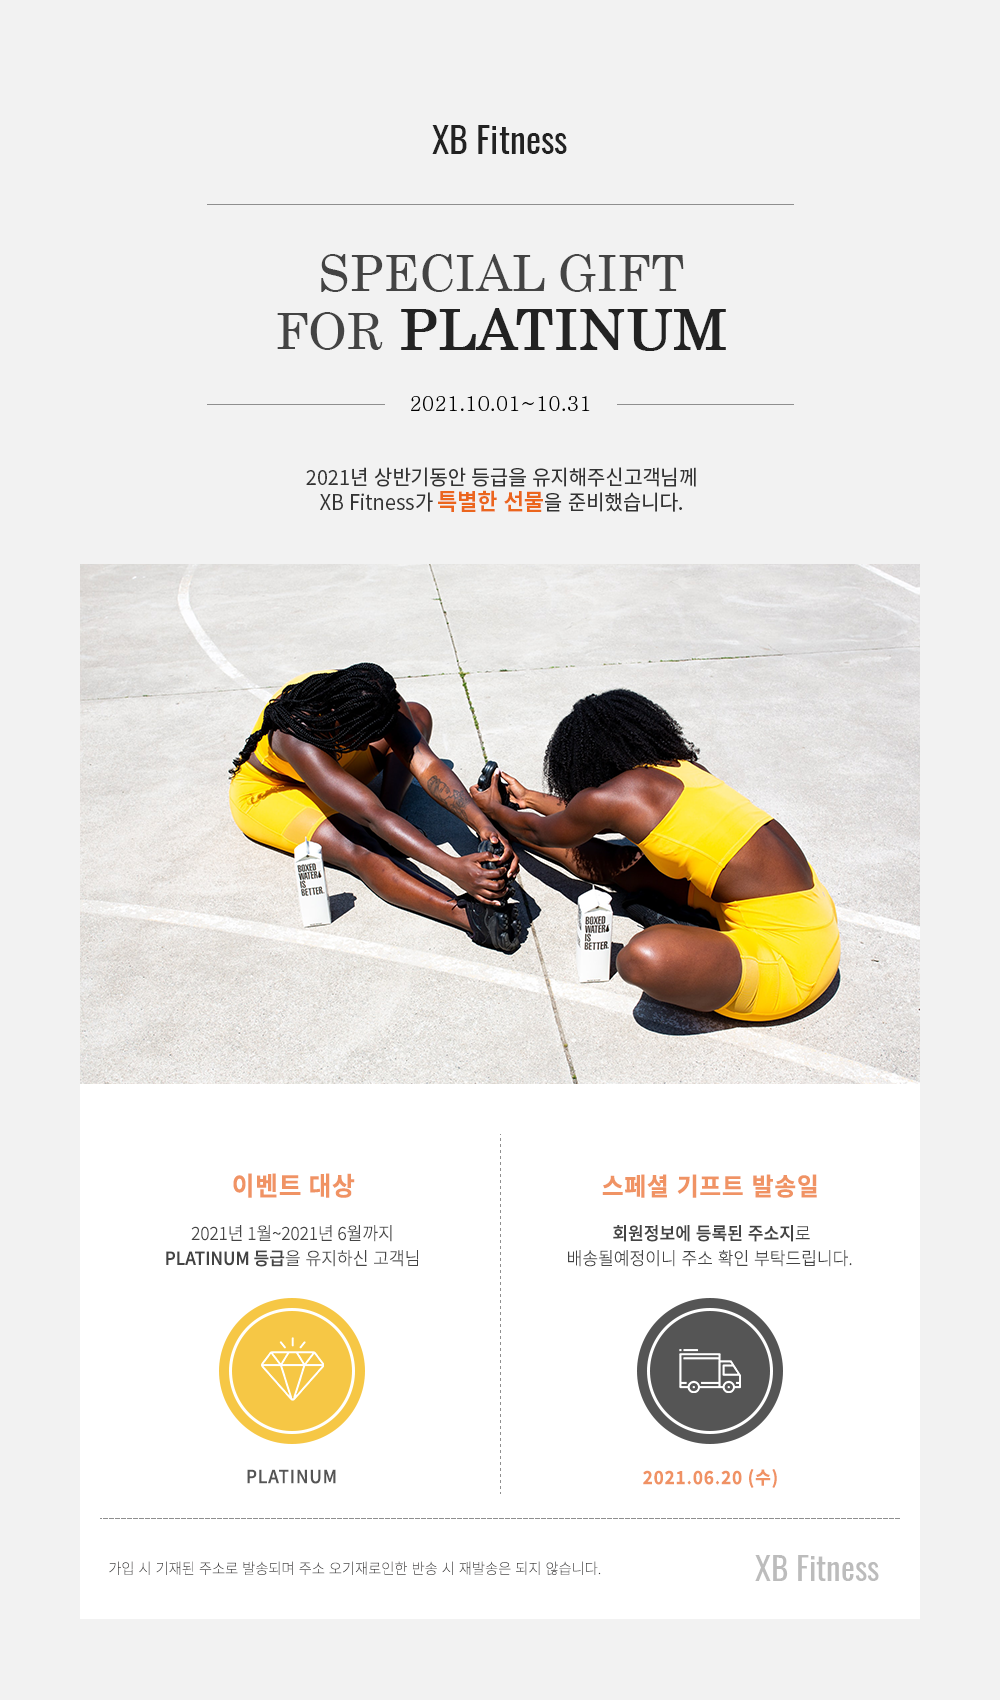 XB Fitness
SPECIAL GIFT
FOR PLATINUM
2021.10.01~10.31
2021년 상반기동안 등급을 유지해주신고객님께
XB Fitness가 특별한 선물을 준비했습니다.
BOXED
WATER
IS
BETTER.
BOXED
WATER
IS
BETTER.
이벤트 대상
2021년 1월~2021년 6월까지
PLATINUM 등급을 유지하신 고객님
PLATINUM
스페셜 기프트 발송일
회원정보에 등록된 주소지로
배송될예정이니 주소 확인 부탁드립니다.
2021.06.20 (수)
가입 시 기재된 주소로 발송되며 주소 오기재로인한 반송 시 재발송은 되지 않습니다.
XB Fitness